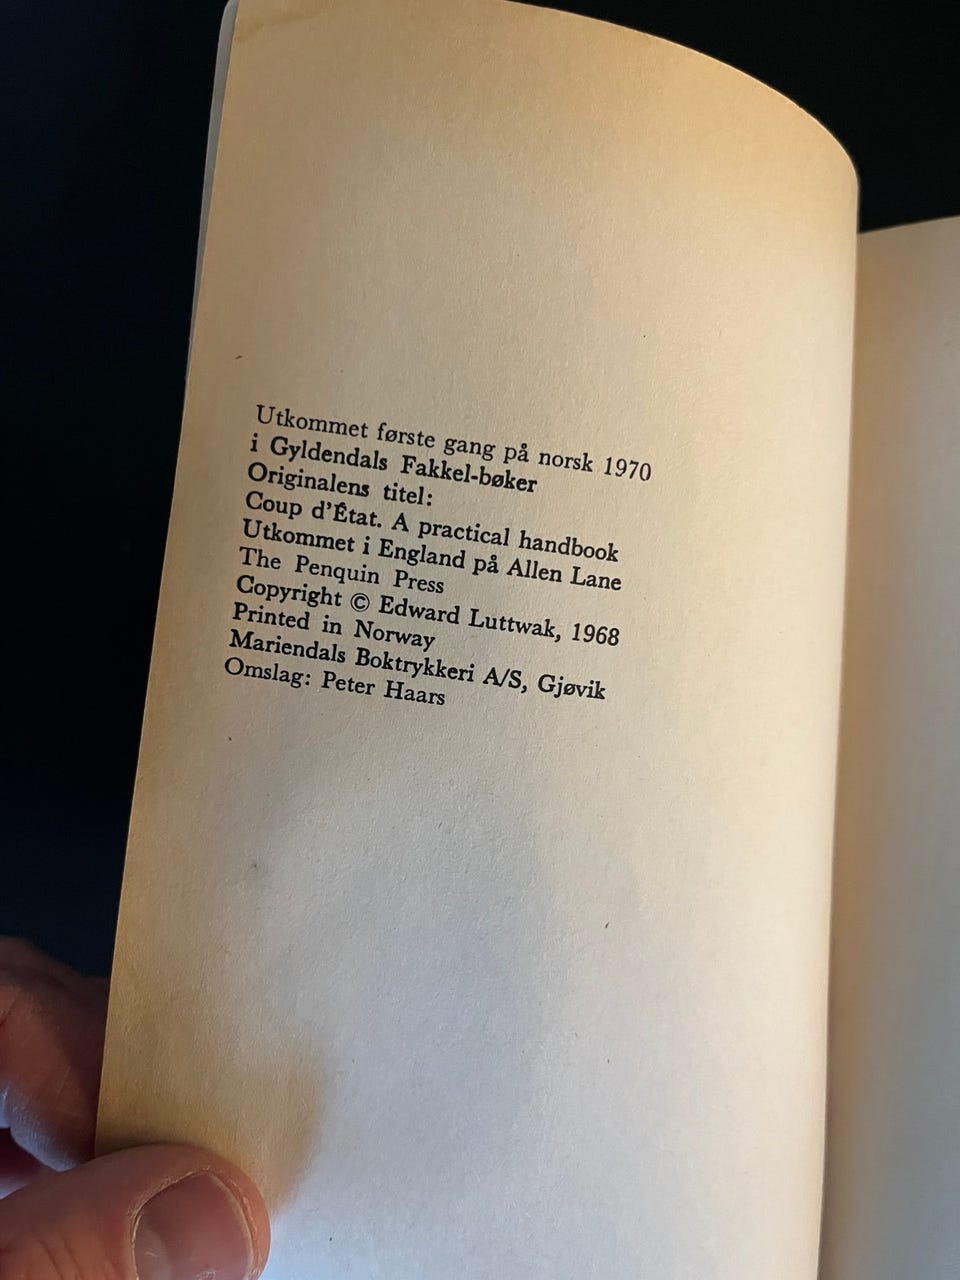 Utkommet første gang på norsk 1970
i Gyldendals Fakkel-bøker
Originalens titel:
Coup d'État. A practical handbook
Utkommet i England på Allen Lane
The Penquin Press
Copyright © Edward Luttwak, 1968
Printed in Norway
Mariendals Boktrykkeri A/S, Gjøvik
Omslag: Peter Haars